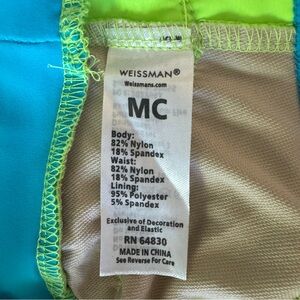 WEISSMAN®
Weissmans.com
MC
Body:
82% Nylon
18% Spandex
Waist:
82% Nylon
18% Spandex
Lining:
95% Polyester
5% Spandex
Exclusive of Decoration
and Elastic
RN 64830
MADE IN CHINA
See Reverse For Care